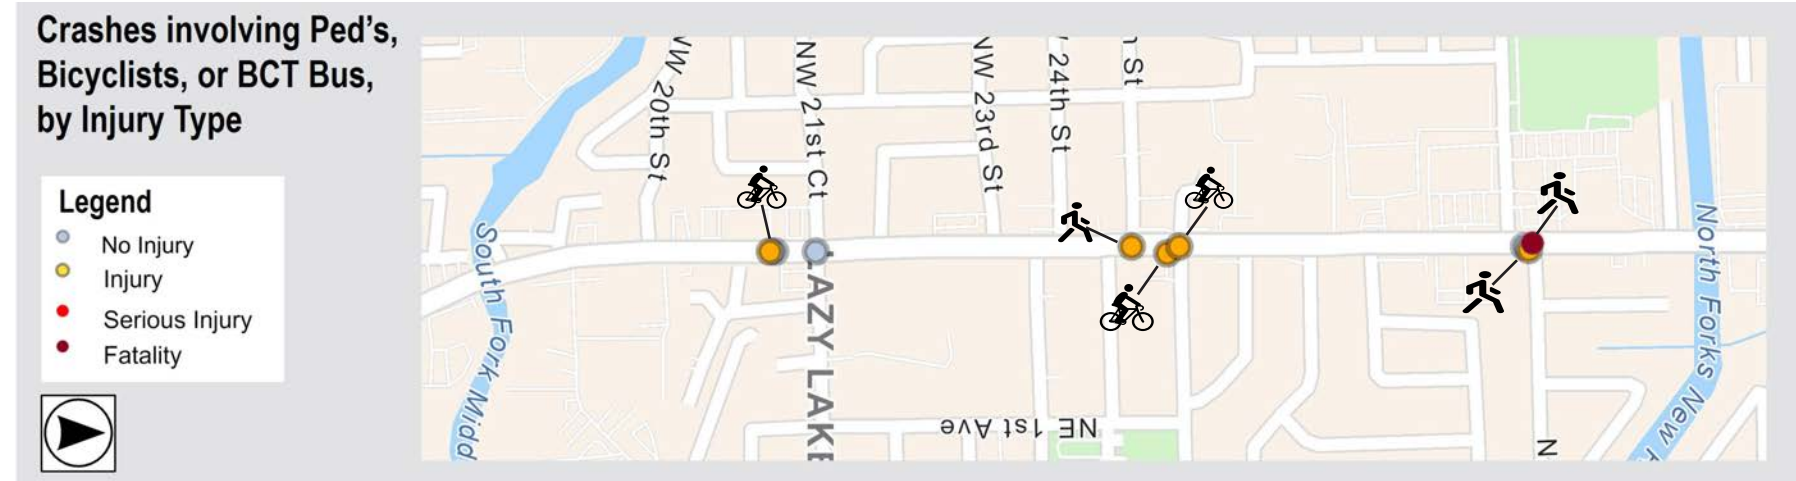 Crashes involving Ped's,
Bicyclists, or BCT Bus,
by Injury Type
Legend
No Injury
Injury
Serious Injury
Fatality
20th St
NW 21st Ct
NW 23rd St
24th St
St
South Fork Midd
LAZY LAKE
NE 1st Ave
North Forks New
N